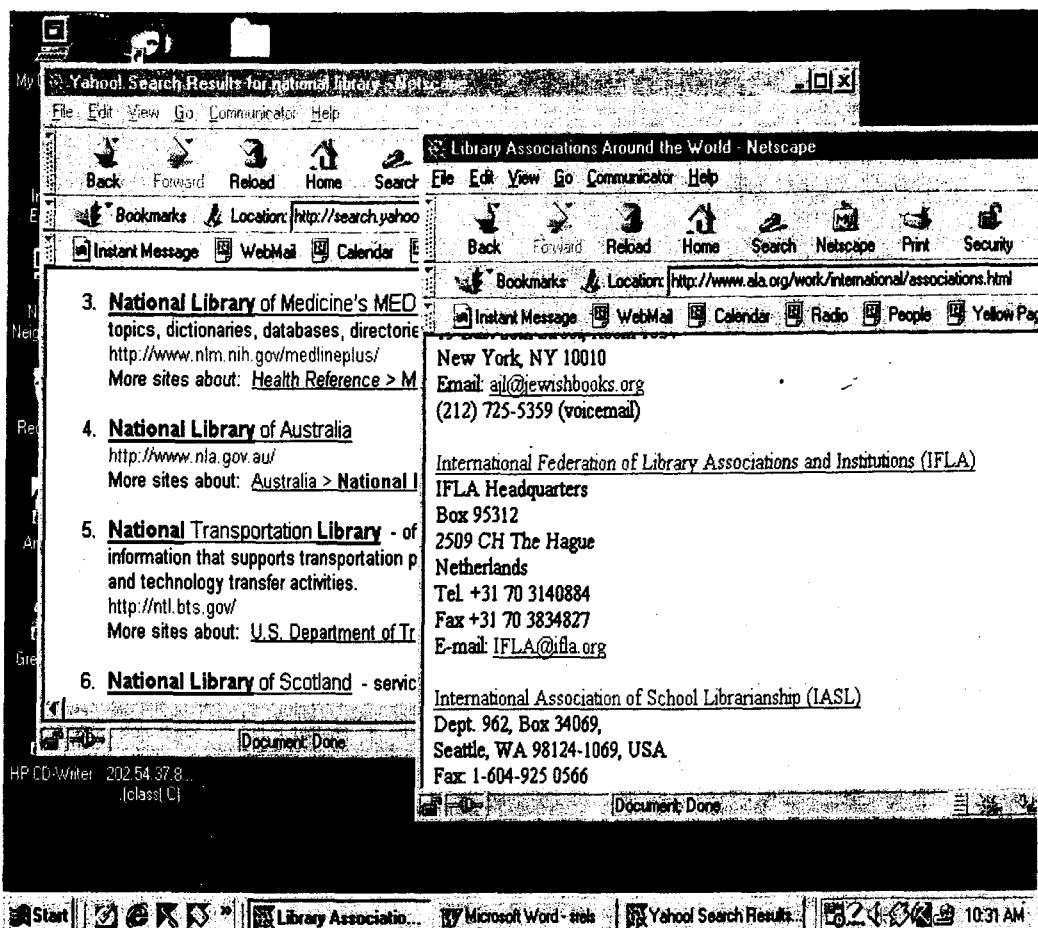 My
Yahoo! Search Results for national library - Netscape
File Edit View Go Communicator Help
Back Forward Reload Home Search
Bookmarks Location: http://search.yahoo
Instant Message WebMail Calendar
3. National Library of Medicine's MED
topics, dictionaries, databases, directorie
http://www.nlm.nih.gov/medlineplus/
More sites about: Health Reference > M
4. National Library of Australia
http://www.nla.gov.au/
More sites about: Australia > National l
5. National Transportation Library - of
information that supports transportation p
and technology transfer activities.
http://ntl.bts.gov/
More sites about: U.S. Department of Tr
6. National Library of Scotland - servic
Document: Done
Library Associations Around the World - Netscape
File Edit View Go Communicator Help
Back Forward Reload Home Search Netscape Print Security
Bookmarks Location: http://www.ala.org/work/international/associations.html
Instant Message WebMail Calendar Radio People Yellow Pag
New York, NY 10010
Email: ajl@jewishbooks.org
(212) 725-5359 (voicemail)
International Federation of Library Associations and Institutions (IFLA)
IFLA Headquarters
Box 95312
2509 CH The Hague
Netherlands
Tel. +31 70 3140884
Fax +31 70 3834827
E-mail: IFLA@ifla.org
International Association of School Librarianship (IASL)
Dept. 962, Box 34069,
Seattle, WA 98124-1069, USA
Fax: 1-604-925 0566
Document: Done
HP CD-Writer 202.54.37.8...
.(class( C)
Start Library Associatio... Microsoft Word - Yahoo! Search Results... 10:31 AM